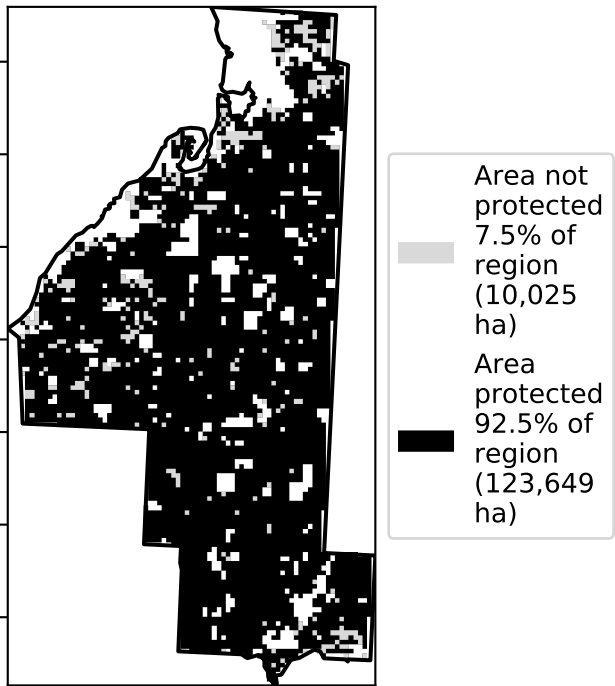 Area not
protected
7.5% of
region
(10,025
ha)
Area
protected
92.5% of
region
(123,649
ha)